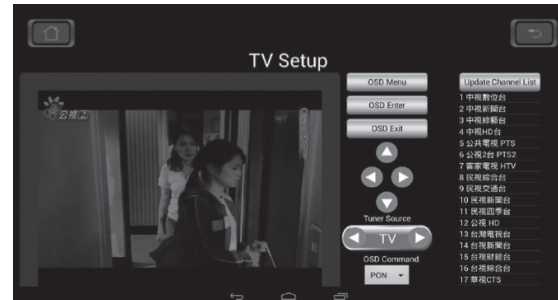 TV Setup
公視2
OSD Menu
OSD Enter
OSD Exit
Tuner Source
TV
OSD Command
PON
Update Channel List
1 中視數位台
2 中視新聞台
3 中視綜藝台
4 中視HD台
5 公共電視 PTS
6 公視2台 PTS2
7 客家電視 HTV
8 民視綜合台
9 民視交通台
10 民視新聞台
11 民視四季台
12 公視 HD
13 台灣電視台
14 台視新聞台
15 台視財經台
16 台視綜合台
17 華視CTS